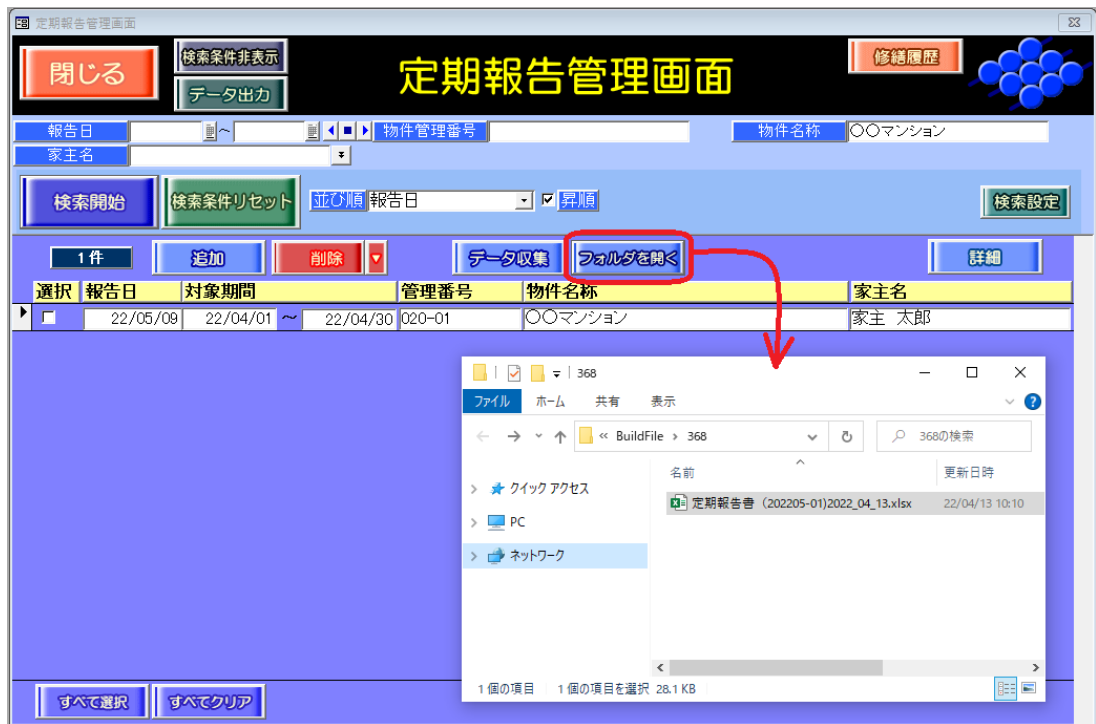 定期報告管理画面
閉じる
検索条件非表示
データ出力
定期報告管理画面
修繕履歴
報告日 ～ 物件管理番号 物件名称 〇〇マンション
家主名
検索開始 検索条件リセット 並び順 報告日 昇順 検索設定
1 件 追加 削除 データ収集 フォルダを開く 詳細
選択 報告日 対象期間 管理番号 物件名称 家主名
22/05/09 22/04/01 ～ 22/04/30 020-01 〇〇マンション 家主 太郎
368
ファイル ホーム 共有 表示
« BuildFile › 368 368の検索
名前 更新日時
クイック アクセス
定期報告書（202205-01)2022_04_13.xlsx 22/04/13 10:10
PC
ネットワーク
1 個の項目 1 個の項目を選択 28.1 KB
すべて選択 すべてクリア